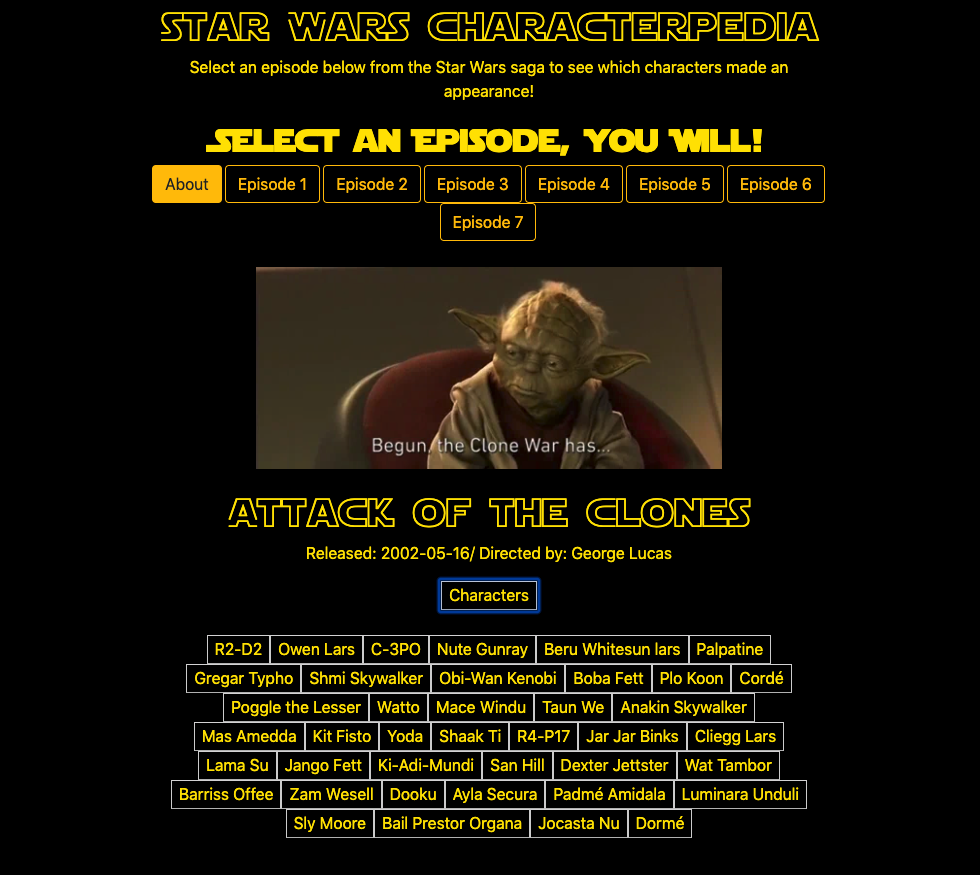 STAR WARS CHARACTERPEDIA
Select an episode below from the Star Wars saga to see which characters made an
appearance!
Select an Episode, You Will!
About Episode 1 Episode 2 Episode 3 Episode 4 Episode 5 Episode 6
Episode 7
Begun, the Clone War has...
ATTACK OF THE CLONES
Released: 2002-05-16/ Directed by: George Lucas
Characters
R2-D2 Owen Lars C-3PO Nute Gunray Beru Whitesun lars Palpatine
Gregar Typho Shmi Skywalker Obi-Wan Kenobi Boba Fett Plo Koon Cordé
Poggle the Lesser Watto Mace Windu Taun We Anakin Skywalker
Mas Amedda Kit Fisto Yoda Shaak Ti R4-P17 Jar Jar Binks Cliegg Lars
Lama Su Jango Fett Ki-Adi-Mundi San Hill Dexter Jettster Wat Tambor
Barriss Offee Zam Wesell Dooku Ayla Secura Padmé Amidala Luminara Unduli
Sly Moore Bail Prestor Organa Jocasta Nu Dormé